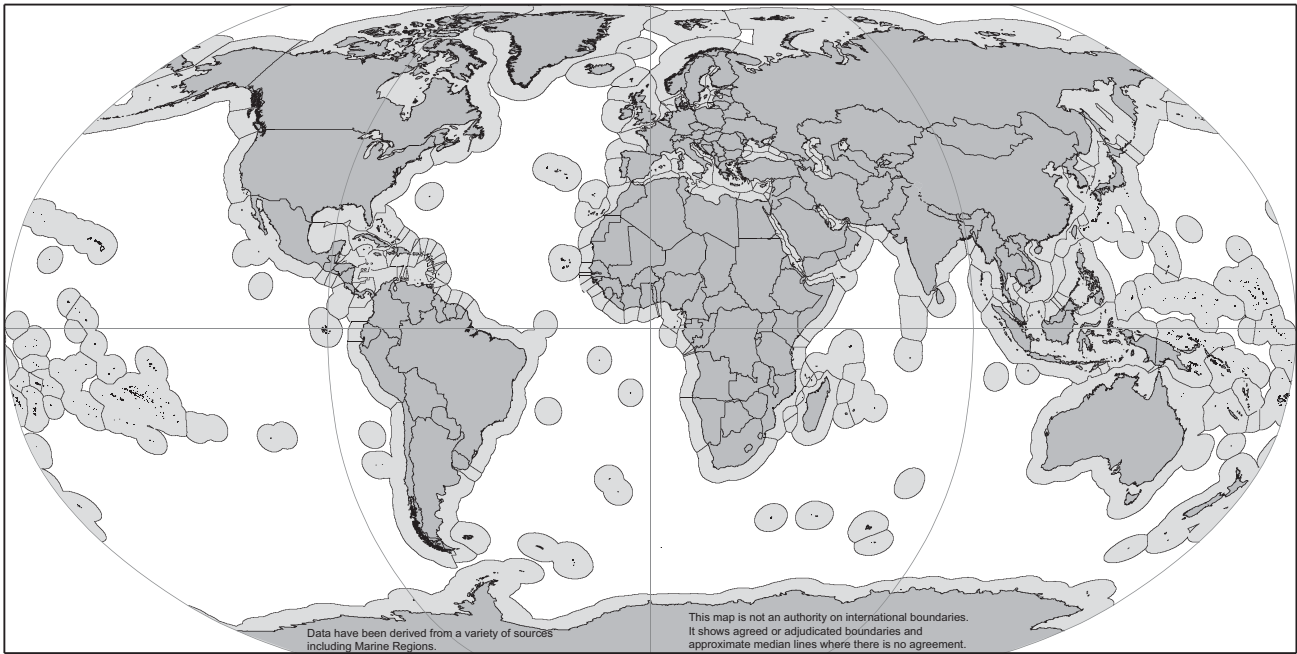 Data have been derived from a variety of sources
including Marine Regions.
This map is not an authority on international boundaries.
It shows agreed or adjudicated boundaries and
approximate median lines where there is no agreement.